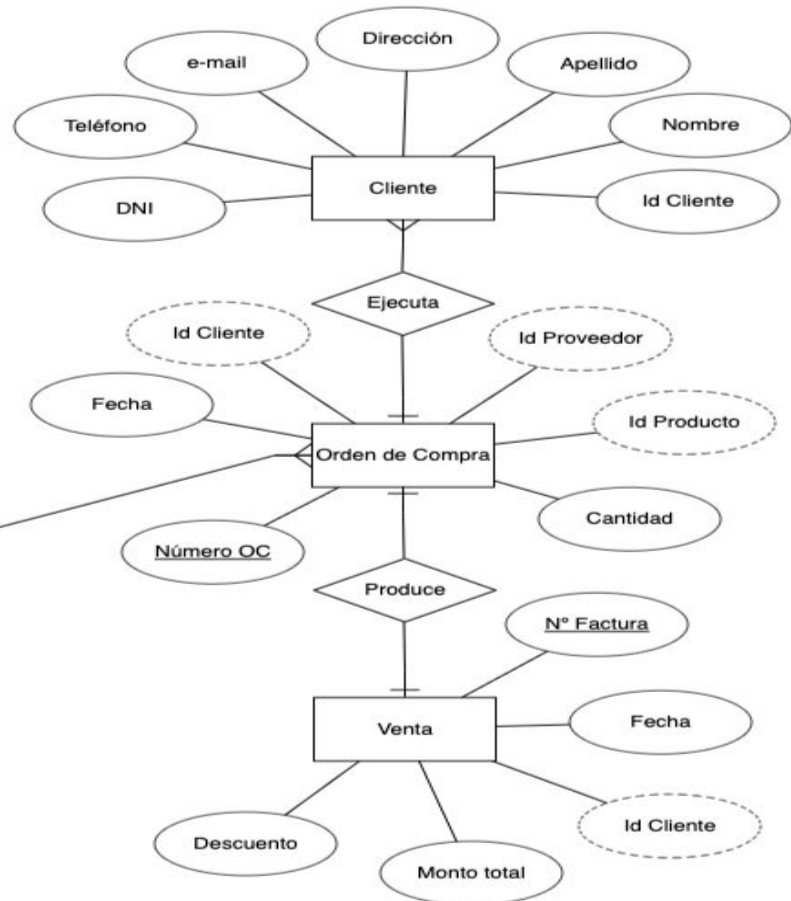 Dirección
e-mail
Apellido
Teléfono
Nombre
Cliente
DNI
Id Cliente
Ejecuta
Id Cliente
Id Proveedor
Fecha
Id Producto
Orden de Compra
Cantidad
Número OC
Produce
Nº Factura
Fecha
Venta
Id Cliente
Descuento
Monto total